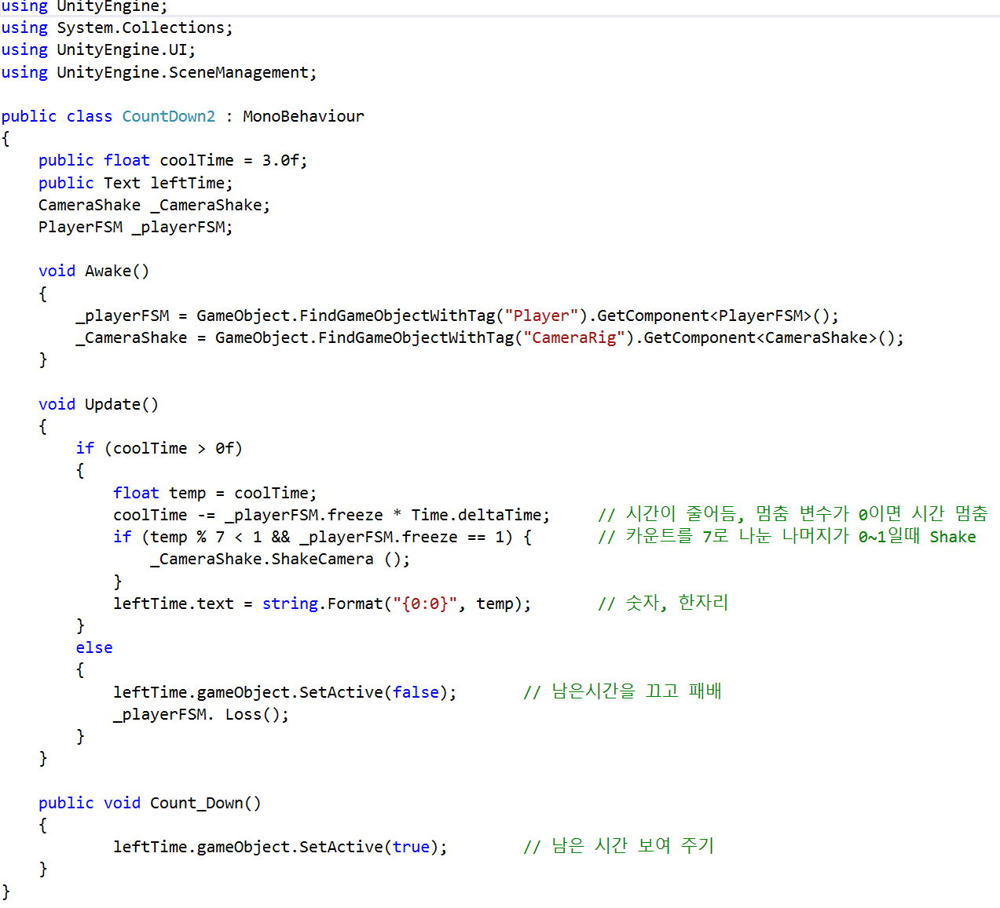 using UnityEngine;
using System.Collections;
using UnityEngine.UI;
using UnityEngine.SceneManagement;
public class CountDown2 : MonoBehaviour
{
public float coolTime = 3.0f;
public Text leftTime;
CameraShake _CameraShake;
PlayerFSM _playerFSM;
void Awake()
{
_playerFSM = GameObject.FindGameObjectWithTag("Player").GetComponent<PlayerFSM>();
_CameraShake = GameObject.FindGameObjectWithTag("CameraRig").GetComponent<CameraShake>();
}
void Update()
{
if (coolTime > 0f)
{
float temp = coolTime;
coolTime -= _playerFSM.freeze * Time.deltaTime; // 시간이 줄어듬, 멈춤 변수가 0이면 시간 멈춤
if (temp % 7 < 1 && _playerFSM.freeze == 1) { // 카운트를 7로 나눈 나머지가 0~1일때 Shake
_CameraShake.ShakeCamera ();
}
leftTime.text = string.Format("{0:0}", temp); // 숫자, 한자리
}
else
{
leftTime.gameObject.SetActive(false); // 남은시간을 끄고 패배
_playerFSM. Loss();
}
}
public void Count_Down()
{
leftTime.gameObject.SetActive(true); // 남은 시간 보여 주기
}
}